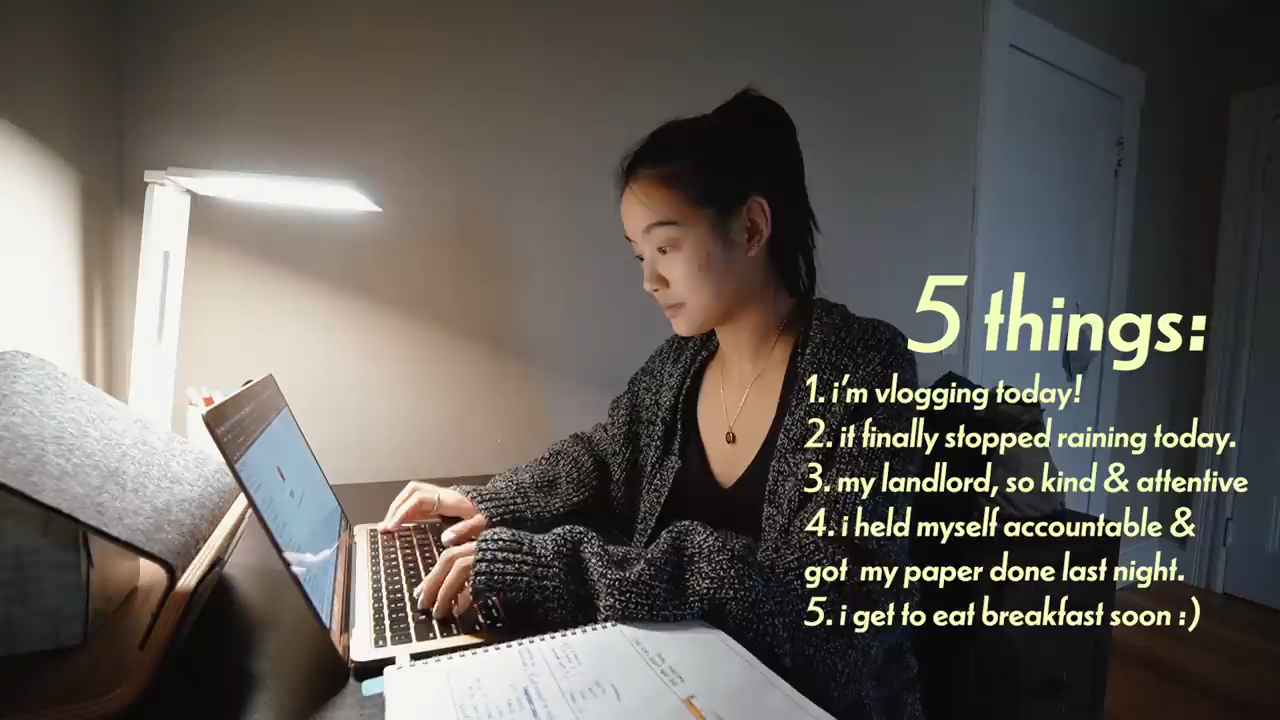 5 things:
1. i'm vlogging today!
2. it finally stopped raining today.
3. my landlord, so kind & attentive
4. i held myself accountable &
got my paper done last night.
5. i get to eat breakfast soon :)